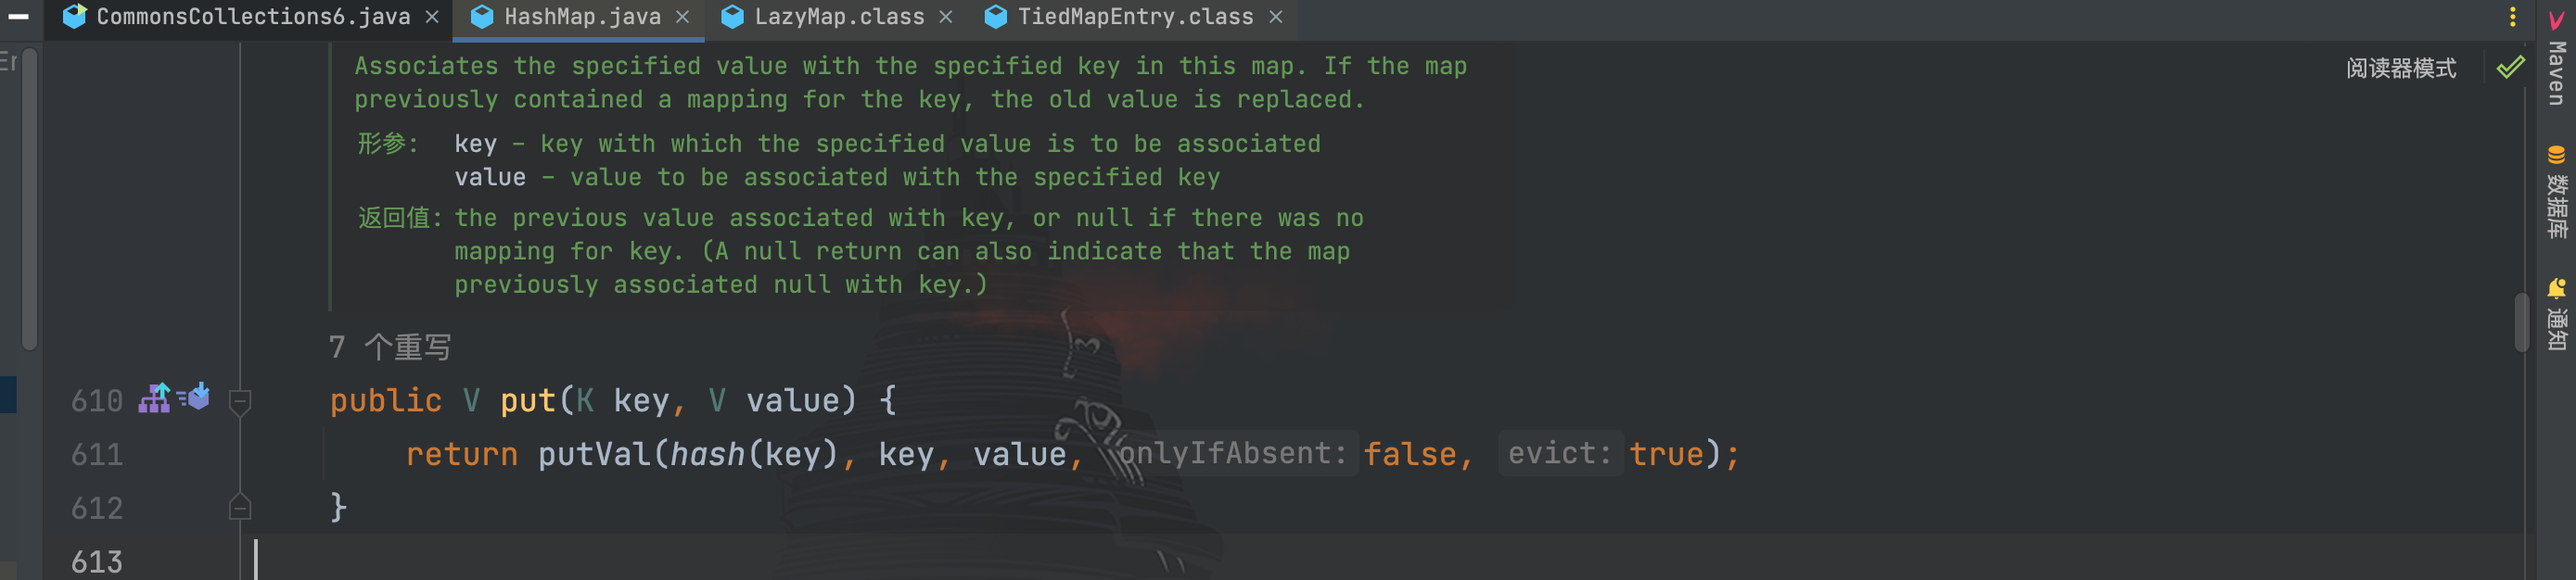 CommonsCollections6.java
HashMap.java
LazyMap.class
TiedMapEntry.class
Associates the specified value with the specified key in this map. If the map
previously contained a mapping for the key, the old value is replaced.
形参: key – key with which the specified value is to be associated
value – value to be associated with the specified key
返回值: the previous value associated with key, or null if there was no
mapping for key. (A null return can also indicate that the map
previously associated null with key.)
7 个重写
610 public V put(K key, V value) {
611 return putVal(hash(key), key, value, onlyIfAbsent: false, evict: true);
612 }
613
阅读器模式
Maven
数据库
通知